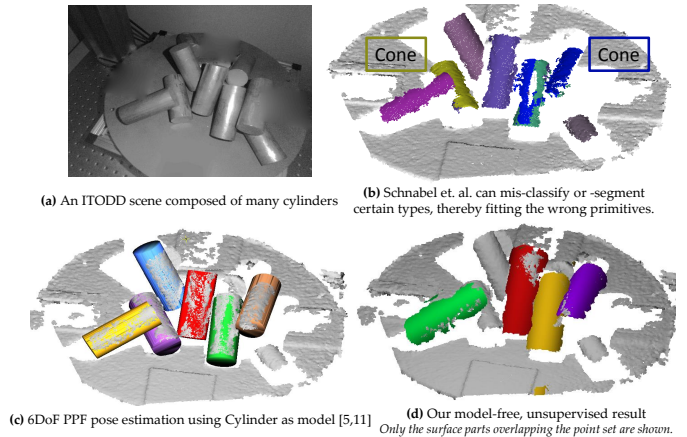 Cone
Cone
(a) An ITODD scene composed of many cylinders
(b) Schnabel et. al. can mis-classify or -segment
certain types, thereby fitting the wrong primitives.
(c) 6DoF PPF pose estimation using Cylinder as model [5,11]
(d) Our model-free, unsupervised result
Only the surface parts overlapping the point set are shown.